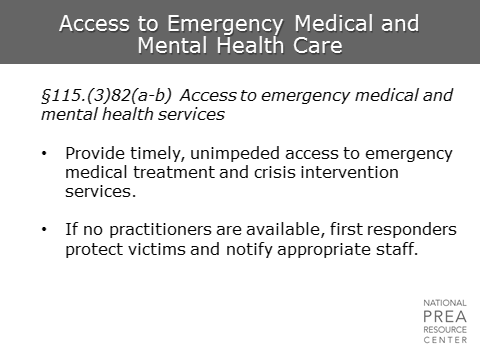 Access to Emergency Medical and
Mental Health Care
§115.(3)82(a-b) Access to emergency medical and
mental health services
• Provide timely, unimpeded access to emergency
medical treatment and crisis intervention
services.
• If no practitioners are available, first responders
protect victims and notify appropriate staff.
NATIONAL
PREA
RESOURCE
CENTER